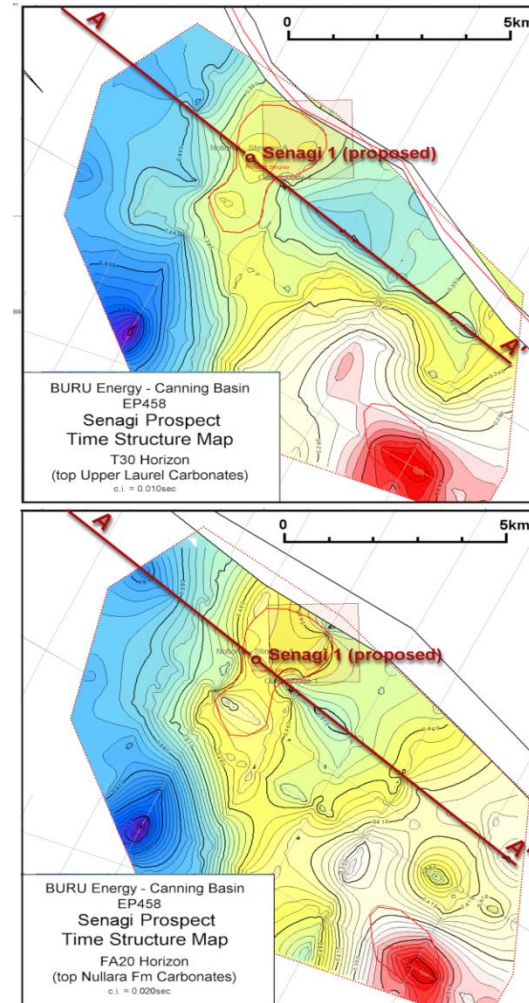 0 5km
A
Senagi 1 (proposed)
A'
BURU Energy - Canning Basin
EP458
Senagi Prospect
Time Structure Map
T30 Horizon
(top Upper Laurel Carbonates)
c.i. = 0.010sec
0 5km
A
Senagi 1 (proposed)
A'
BURU Energy - Canning Basin
EP458
Senagi Prospect
Time Structure Map
FA20 Horizon
(top Nullara Fm Carbonates)
c.i. = 0.020sec